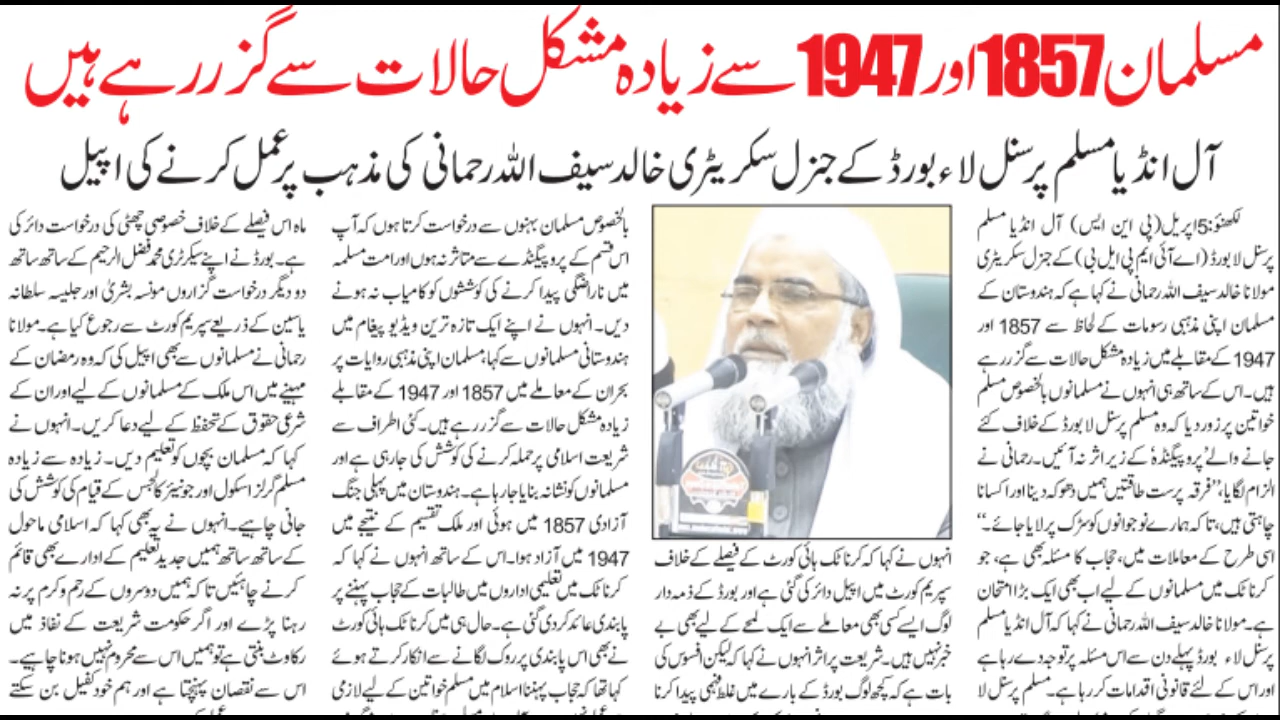 مسلمان 1857 اور 1947 سے زیادہ مشکل حالات سے گزر رہے ہیں
آل انڈیا مسلم پرسنل لاء بورڈ کے جنرل سکریٹری خالد سیف اللہ رحمانی کی مذہب پر عمل کرنے کی اپیل
لکھنؤ:5اپریل(پی این ایس) آل انڈیا مسلم
پرسنل لا بورڈ (اے آئی ایم پی ایل بی) کے جنرل سکریٹری
مولانا خالد سیف اللہ رحمانی نے کہا ہے کہ ہندوستان کے
مسلمان اپنی مذہبی رسومات کے لحاظ سے 1857 اور
1947 کے مقابلے میں زیادہ مشکل حالات سے گزر رہے
ہیں۔ اس کے ساتھ ہی انہوں نے مسلمانوں بالخصوص مسلم
خواتین پر زور دیا کہ وہ مسلم پرسنل لا بورڈ کے خلاف کئے
جانے والے' پروپیگنڈہ' کے زیر اثر نہ آئیں۔ رحمانی نے
الزام لگایا، ”فرقہ پرست طاقتیں ہمیں دھوکہ دینا اور اکسانا
چاہتی ہیں، تاکہ ہمارے نوجوانوں کو سڑک پر لایا جائے۔“
اسی طرح کے معاملات میں، حجاب کا مسئلہ بھی ہے، جو
کرناٹک میں مسلمانوں کے لیے اب بھی ایک بڑا امتحان
ہے۔ مولانا خالد سیف اللہ رحمانی نے کہا کہ آل انڈیا مسلم
پرسنل لاء بورڈ پہلے دن سے اس مسئلہ پر توجہ دے رہا ہے
اور اس کے لئے قانونی اقدامات کر رہا ہے۔ مسلم پرسنل لا
انہوں نے کہا کہ کرناٹک ہائی کورٹ کے فیصلے کے خلاف
سپریم کورٹ میں اپیل دائر کی گئی ہے اور بورڈ کے ذمہ دار
لوگ ایسے کسی بھی معاملے سے ایک لمحے کے لیے بھی بے
خبر نہیں ہیں۔ شریعت پر اثر انہوں نے کہا کہ لیکن افسوس کی
بات ہے کہ کچھ لوگ بورڈ کے بارے میں غلط فہمی پیدا کرنا
بالخصوص مسلمان بہنوں سے درخواست کرتا ہوں کہ آپ
اس قسم کے پروپیگنڈے سے متاثر نہ ہوں اور امت مسلمہ
میں ناراضگی پیدا کرنے کی کوششوں کو کامیاب نہ ہونے
دیں۔ انہوں نے اپنے ایک تازہ ترین ویڈیو پیغام میں
ہندوستانی مسلمانوں سے کہا، مسلمان اپنی مذہبی روایات پر
بحران کے معاملے میں 1857 اور 1947 کے مقابلے
زیادہ مشکل حالات سے گزر رہے ہیں۔ کئی اطراف سے
شریعت اسلامی پر حملہ کرنے کی کوشش کی جا رہی ہے اور
مسلمانوں کو نشانہ بنایا جا رہا ہے۔ ہندوستان میں پہلی جنگ
آزادی 1857 میں ہوئی اور ملک تقسیم کے نتیجے میں
1947 میں آزاد ہوا۔ اس کے ساتھ انہوں نے کہا کہ
کرناٹک میں تعلیمی اداروں میں طالبات کے حجاب پہننے پر
پابندی عائد کر دی گئی ہے۔ حال ہی میں کرناٹک ہائی کورٹ
نے بھی اس پابندی پر روک لگانے سے انکار کرتے ہوئے
کہا تھا کہ حجاب پہننا اسلام میں مسلم خواتین کے لیے لازمی
ماہ اس فیصلے کے خلاف خصوصی چھٹی کی درخواست دائر کی
ہے۔ بورڈ نے اپنے سیکرٹری محمد فضل الرحیم کے ساتھ ساتھ
دو دیگر درخواست گزاروں مونسہ بشریٰ اور جلیسہ سلطانہ
یاسین کے ذریعے سپریم کورٹ سے رجوع کیا ہے۔ مولانا
رحمانی نے مسلمانوں سے بھی اپیل کی کہ وہ رمضان کے
مہینے میں اس ملک کے مسلمانوں کے لیے اور ان کے
شرعی حقوق کے تحفظ کے لیے دعا کریں۔ انہوں نے
کہا کہ مسلمان بچوں کو تعلیم دیں۔ زیادہ سے زیادہ
مسلم گرلز اسکول اور جونیئر کالجس کے قیام کی کوشش کی
جانی چاہیے۔ انہوں نے یہ بھی کہا کہ اسلامی ماحول
کے ساتھ ساتھ ہمیں جدید تعلیم کے ادارے بھی قائم
کرنے چاہئیں تاکہ ہمیں دوسروں کے رحم و کرم پر نہ
رہنا پڑے اور اگر حکومت شریعت کے نفاذ میں
رکاوٹ بنتی ہے تو ہمیں اس سے محروم نہیں ہونا چاہیے۔
اس سے نقصان پہنچتا ہے اور ہم خود کفیل بن سکتے